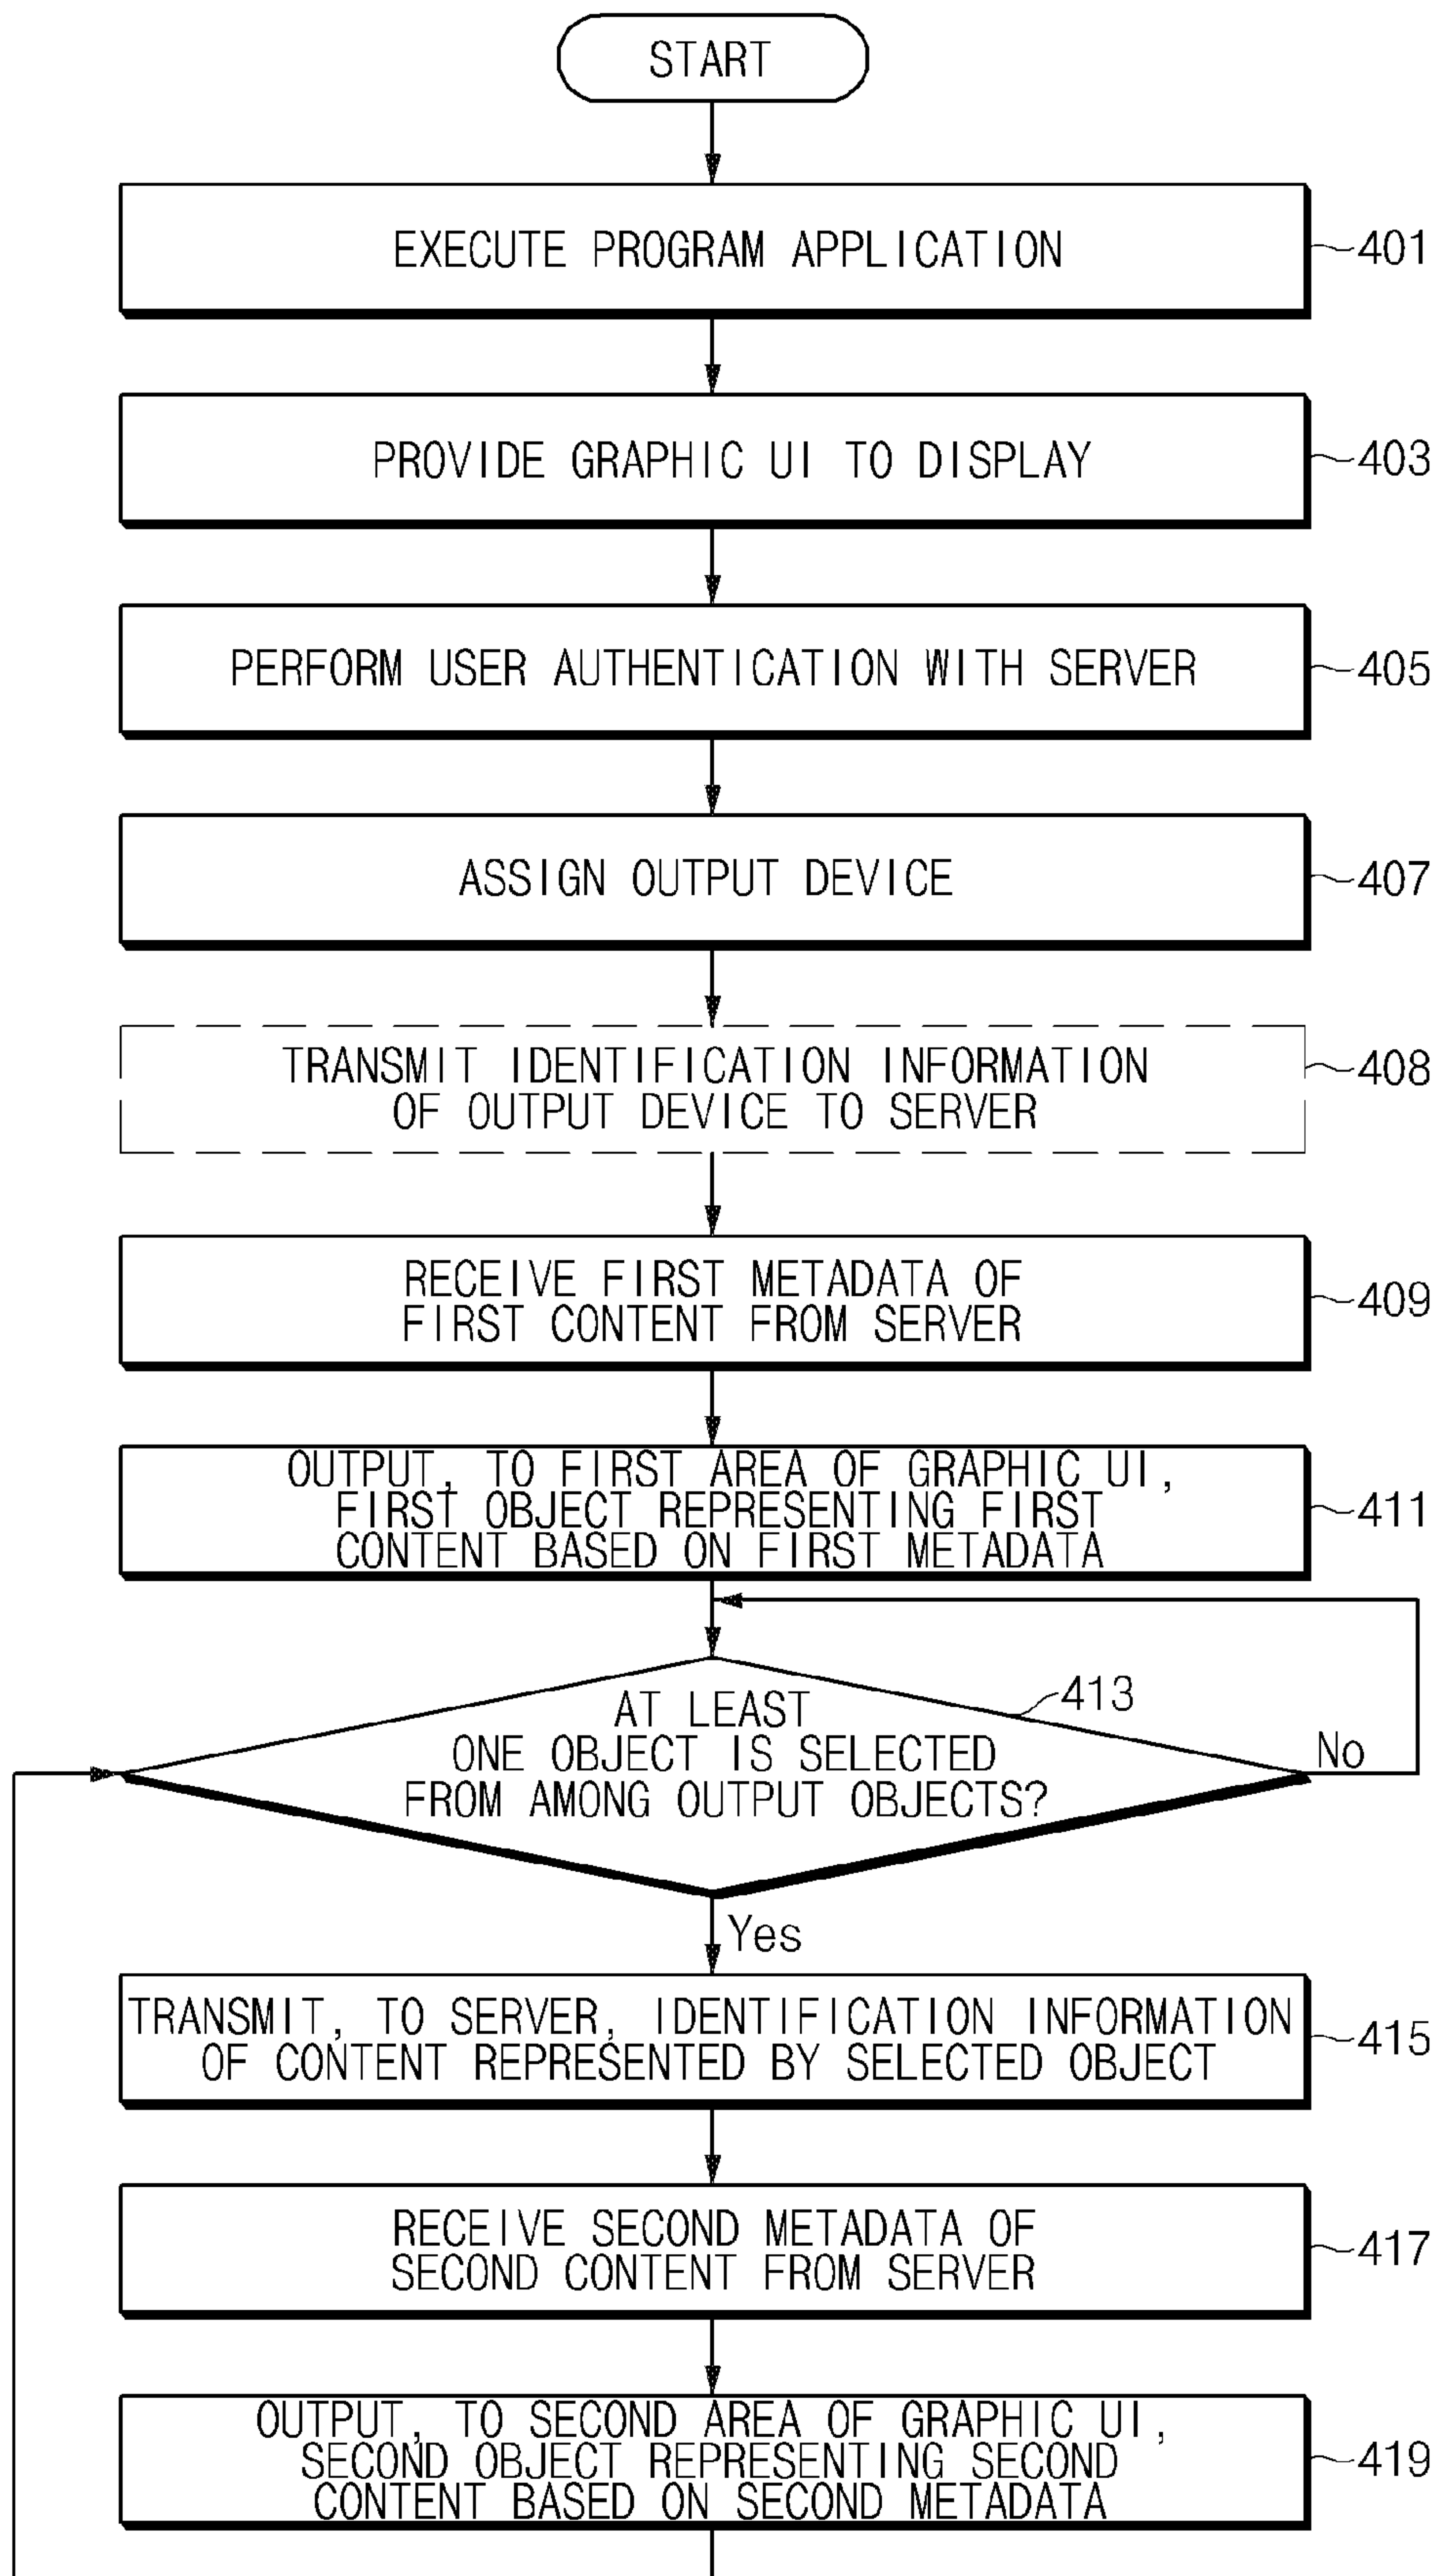 START
EXECUTE PROGRAM APPLICATION
401
PROVIDE GRAPHIC UI TO DISPLAY
403
PERFORM USER AUTHENTICATION WITH SERVER
405
ASSIGN OUTPUT DEVICE
407
TRANSMIT IDENTIFICATION INFORMATION
OF OUTPUT DEVICE TO SERVER
408
RECEIVE FIRST METADATA OF
FIRST CONTENT FROM SERVER
409
OUTPUT, TO FIRST AREA OF GRAPHIC UI,
FIRST OBJECT REPRESENTING FIRST
CONTENT BASED ON FIRST METADATA
411
413
AT LEAST
ONE OBJECT IS SELECTED
FROM AMONG OUTPUT OBJECTS?
No
Yes
TRANSMIT, TO SERVER, IDENTIFICATION INFORMATION
OF CONTENT REPRESENTED BY SELECTED OBJECT
415
RECEIVE SECOND METADATA OF
SECOND CONTENT FROM SERVER
417
OUTPUT, TO SECOND AREA OF GRAPHIC UI,
SECOND OBJECT REPRESENTING SECOND
CONTENT BASED ON SECOND METADATA
419